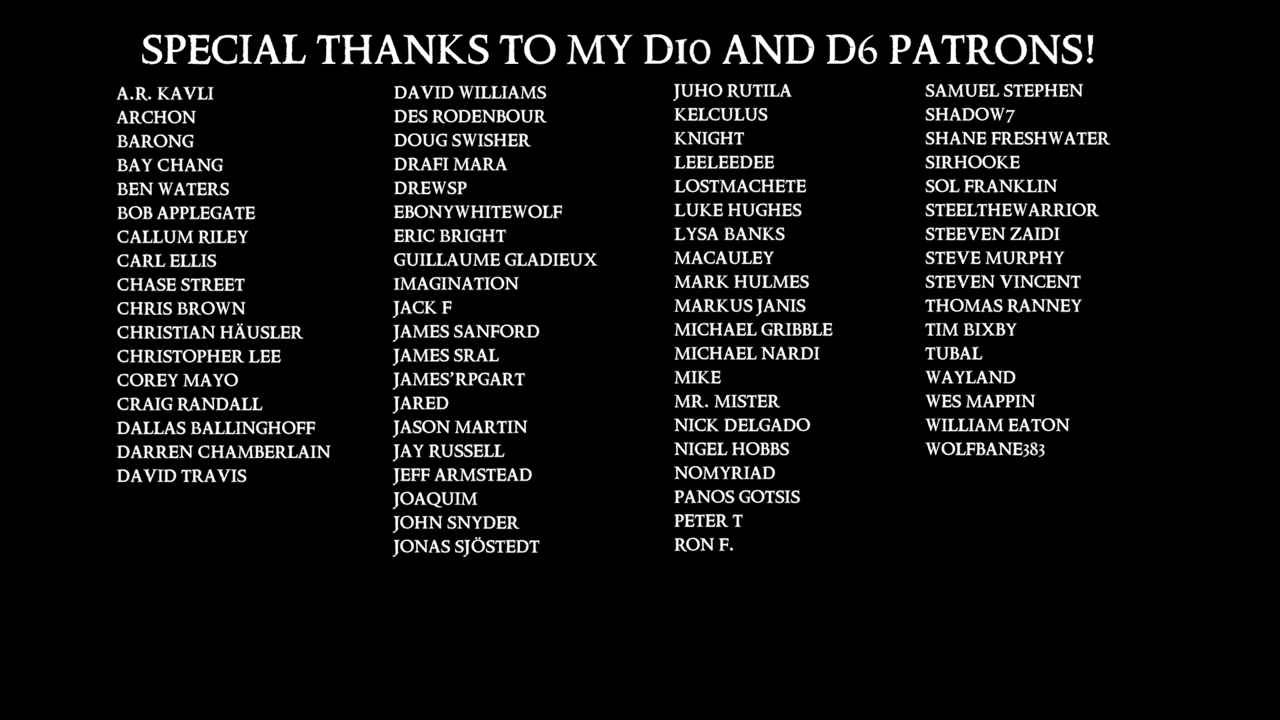 SPECIAL THANKS TO MY D10 AND D6 PATRONS!
A.R. KAVLI
ARCHON
BARONG
BAY CHANG
BEN WATERS
BOB APPLEGATE
CALLUM RILEY
CARL ELLIS
CHASE STREET
CHRIS BROWN
CHRISTIAN HÄUSLER
CHRISTOPHER LEE
COREY MAYO
CRAIG RANDALL
DALLAS BALLINGHOFF
DARREN CHAMBERLAIN
DAVID TRAVIS
DAVID WILLIAMS
DES RODENBOUR
DOUG SWISHER
DRAFI MARA
DREWSP
EBONYWHITEWOLF
ERIC BRIGHT
GUILLAUME GLADIEUX
IMAGINATION
JACK F
JAMES SANFORD
JAMES SRAL
JAMES'RPGART
JARED
JASON MARTIN
JAY RUSSELL
JEFF ARMSTEAD
JOAQUIM
JOHN SNYDER
JONAS SJÖSTEDT
JUHO RUTILA
KELCULUS
KNIGHT
LEELEEDEE
LOSTMACHETE
LUKE HUGHES
LYSA BANKS
MACAULEY
MARK HULMES
MARKUS JANIS
MICHAEL GRIBBLE
MICHAEL NARDI
MIKE
MR. MISTER
NICK DELGADO
NIGEL HOBBS
NOMYRIAD
PANOS GOTSIS
PETER T
RON F.
SAMUEL STEPHEN
SHADOW7
SHANE FRESHWATER
SIRHOOKE
SOL FRANKLIN
STEELTHEWARRIOR
STEEVEN ZAIDI
STEVE MURPHY
STEVEN VINCENT
THOMAS RANNEY
TIM BIXBY
TUBAL
WAYLAND
WES MAPPIN
WILLIAM EATON
WOLFBANE383